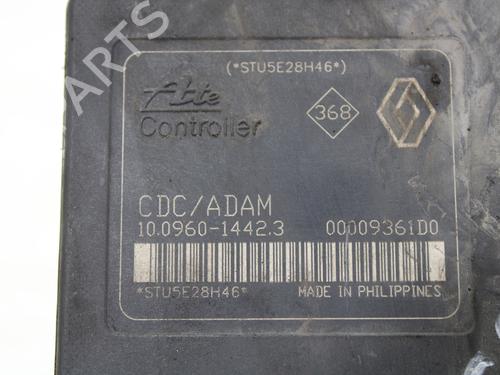 (*STU5E28H46*)
Ate
Controller
368
CDC/ADAM
10.0960-1442.3 00009361D0
*STU5E28H46* MADE IN PHILIPPINES
PARTS